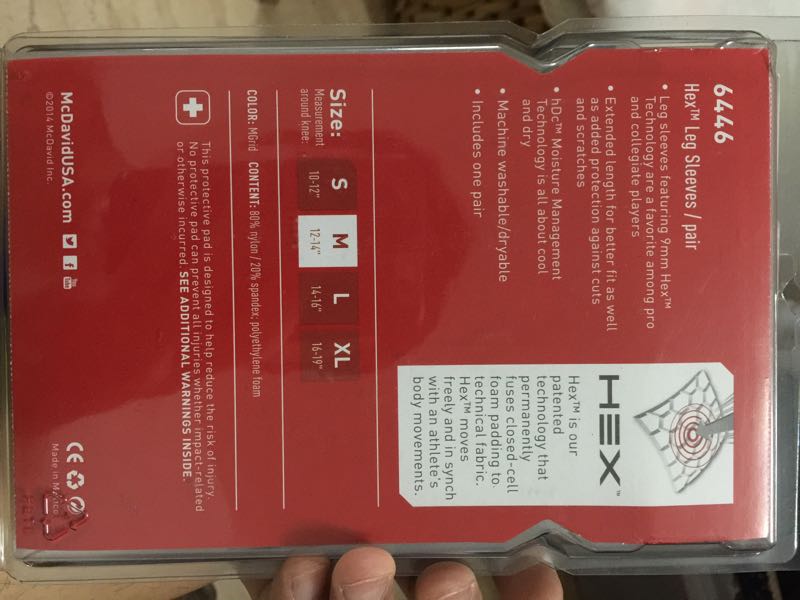 6446
Hex™ Leg Sleeves / pair
• Leg sleeves featuring 9mm Hex™
Technology are a favorite among pro
and collegiate players
• Extended length for better fit as well
as added protection against cuts
and scratches
• hDc™ Moisture Management
Technology is all about cool
and dry
• Machine washable/dryable
• Includes one pair
HEX™
Hex™ is our
patented
technology that
permanently
fuses closed-cell
foam padding to
technical fabric.
Hex™ moves
freely and in synch
with an athlete's
body movements.
Size:
Measurement
around knee:
S
10-12"
M
12-14"
L
14-16"
XL
16-19"
COLOR: MGrid CONTENT: 80% nylon / 20% spandex; polyethylene foam
This protective pad is designed to help reduce the risk of injury.
No protective pad can prevent all injuries whether impact-related
or otherwise incurred. SEE ADDITIONAL WARNINGS INSIDE.
McDavidUSA.com
©2014 McDavid Inc.
CE
Made in Mexico